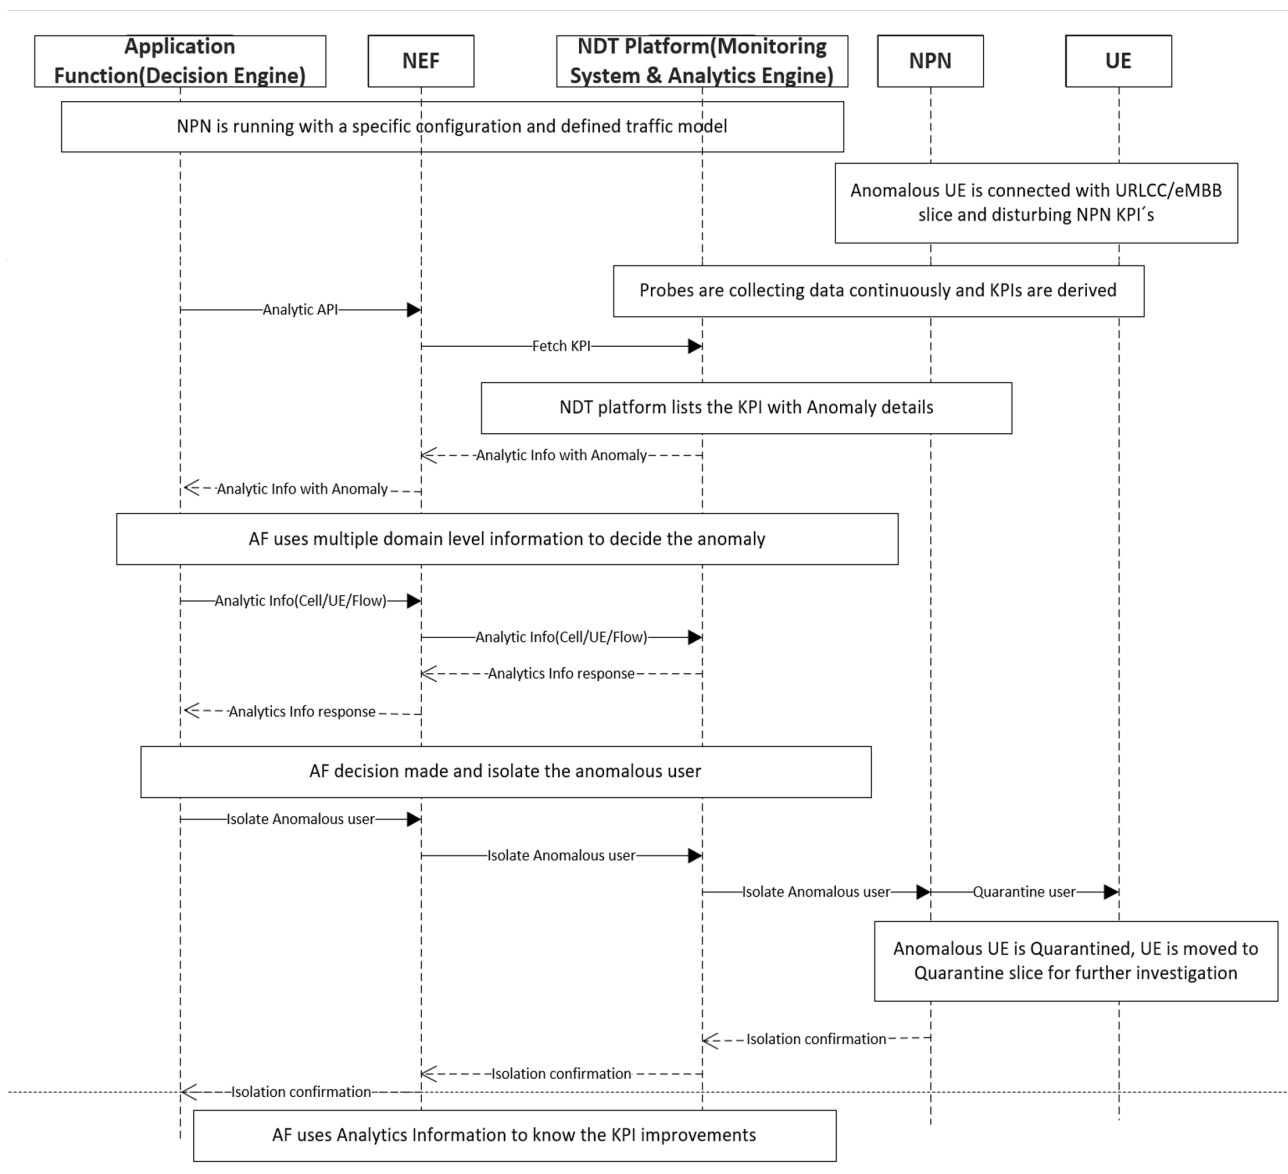 Application
Function(Decision Engine)
NEF
NDT Platform(Monitoring
System & Analytics Engine)
NPN
UE
NPN is running with a specific configuration and defined traffic model
Anomalous UE is connected with URLCC/eMBB
slice and disturbing NPN KPI´s
Probes are collecting data continuously and KPIs are derived
Analytic API
Fetch KPI
NDT platform lists the KPI with Anomaly details
Analytic Info with Anomaly
Analytic Info with Anomaly
AF uses multiple domain level information to decide the anomaly
Analytic Info(Cell/UE/Flow)
Analytic Info(Cell/UE/Flow)
Analytics Info response
Analytics Info response
AF decision made and isolate the anomalous user
Isolate Anomalous user
Isolate Anomalous user
Isolate Anomalous user
Quarantine user
Anomalous UE is Quarantined, UE is moved to
Quarantine slice for further investigation
Isolation confirmation
Isolation confirmation
Isolation confirmation
AF uses Analytics Information to know the KPI improvements